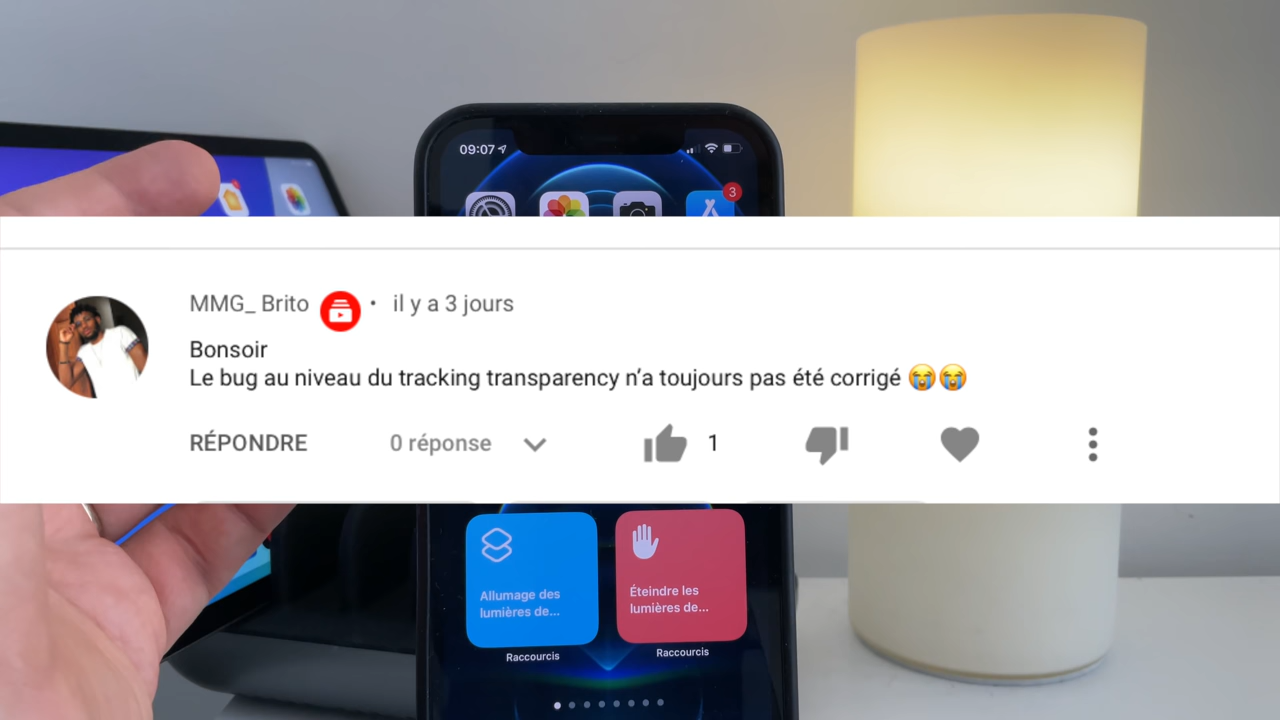 09:07
3
MMG_ Brito • il y a 3 jours
Bonsoir
Le bug au niveau du tracking transparency n’a toujours pas été corrigé 😭😭
RÉPONDRE 0 réponse 1
Allumage des
lumières de...
Raccourcis
Éteindre les
lumières de...
Raccourcis